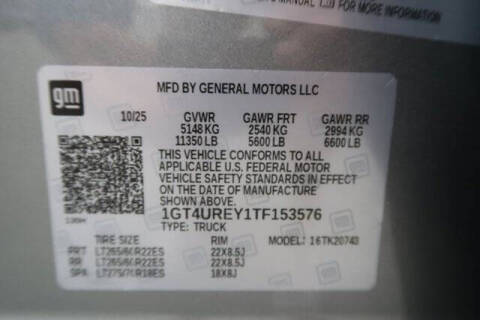 MANUAL FOR MORE INFORMATION
gm
MFD BY GENERAL MOTORS LLC
10/25 GVWR GAWR FRT GAWR RR
5148 KG 2540 KG 2994 KG
11350 LB 5600 LB 6600 LB
THIS VEHICLE CONFORMS TO ALL
APPLICABLE U.S. FEDERAL MOTOR
VEHICLE SAFETY STANDARDS IN EFFECT
ON THE DATE OF MANUFACTURE
SHOWN ABOVE.
1GT4UREY1TF153576
TYPE: TRUCK
TIRE SIZE RIM MODEL: 16TK20743
FRT LT265/60R22ES 22X8.5J
RR LT265/60R22ES 22X8.5J
SPA LT275/70R18ES 18X8J